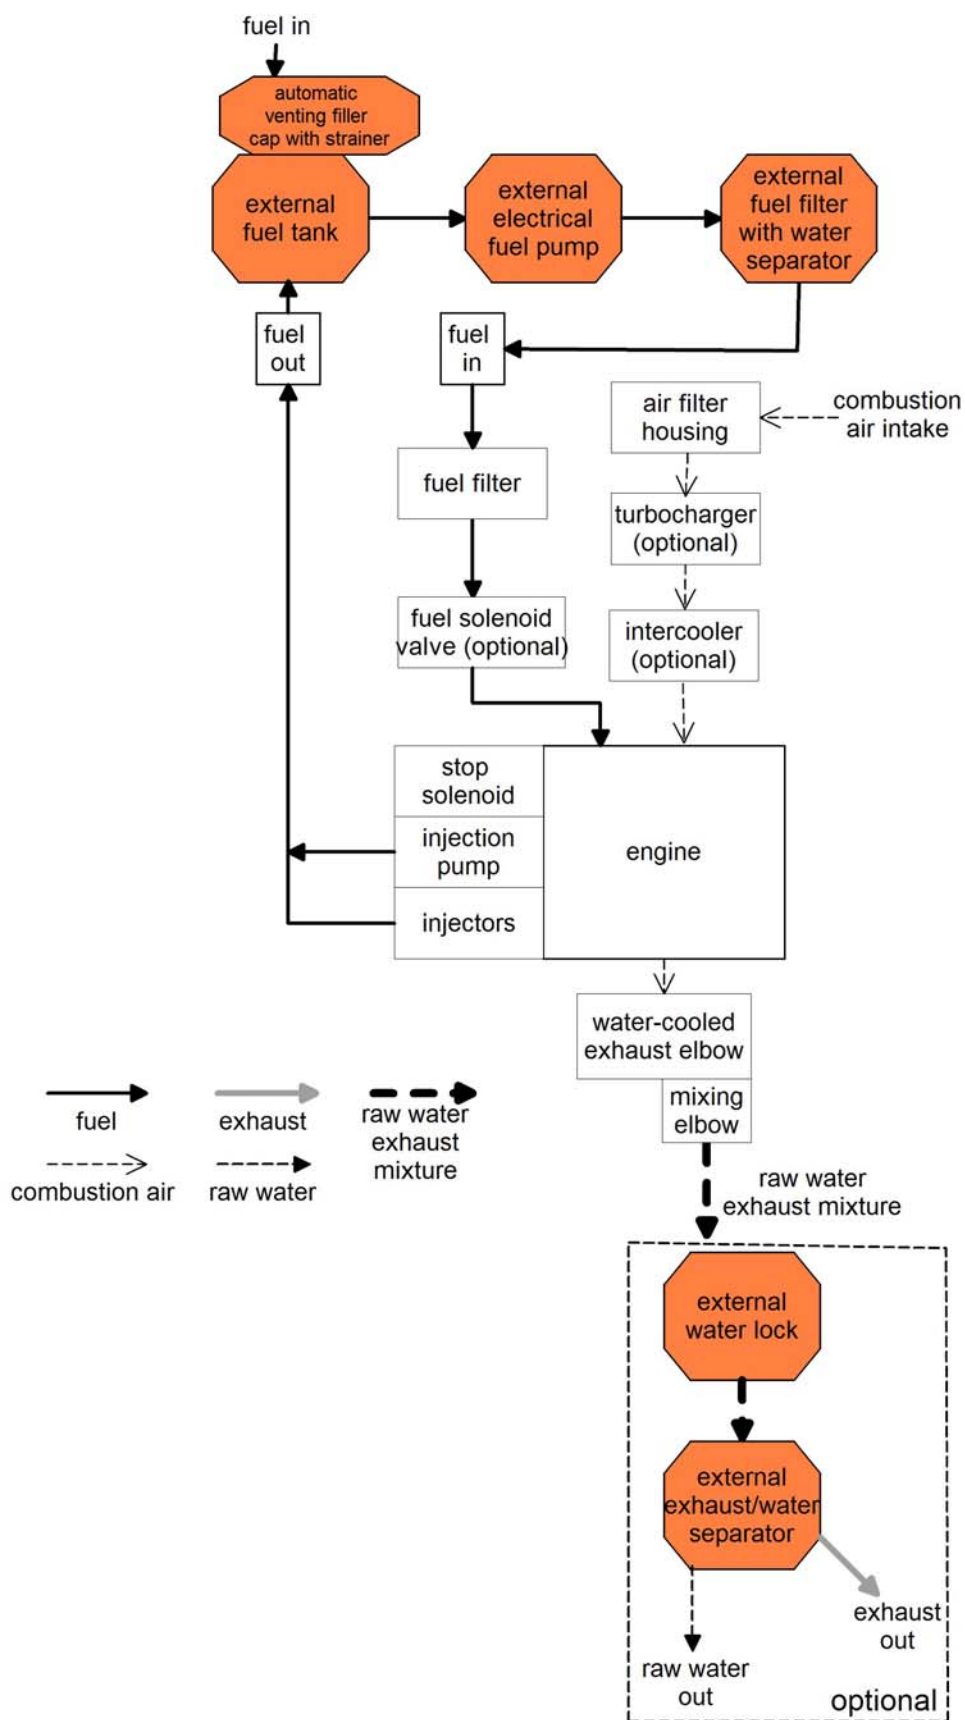 fuel in
automatic
venting filler
cap with strainer
external
fuel tank
external
electrical
fuel pump
external
fuel filter
with water
separator
fuel
out
fuel
in
air filter
housing
combustion
air intake
fuel filter
turbocharger
(optional)
fuel solenoid
valve (optional)
intercooler
(optional)
stop
solenoid
injection
pump
injectors
engine
water-cooled
exhaust elbow
mixing
elbow
fuel
exhaust
raw water
exhaust
mixture
combustion air
raw water
raw water
exhaust mixture
external
water lock
external
exhaust/water
separator
exhaust
out
raw water
out
optional